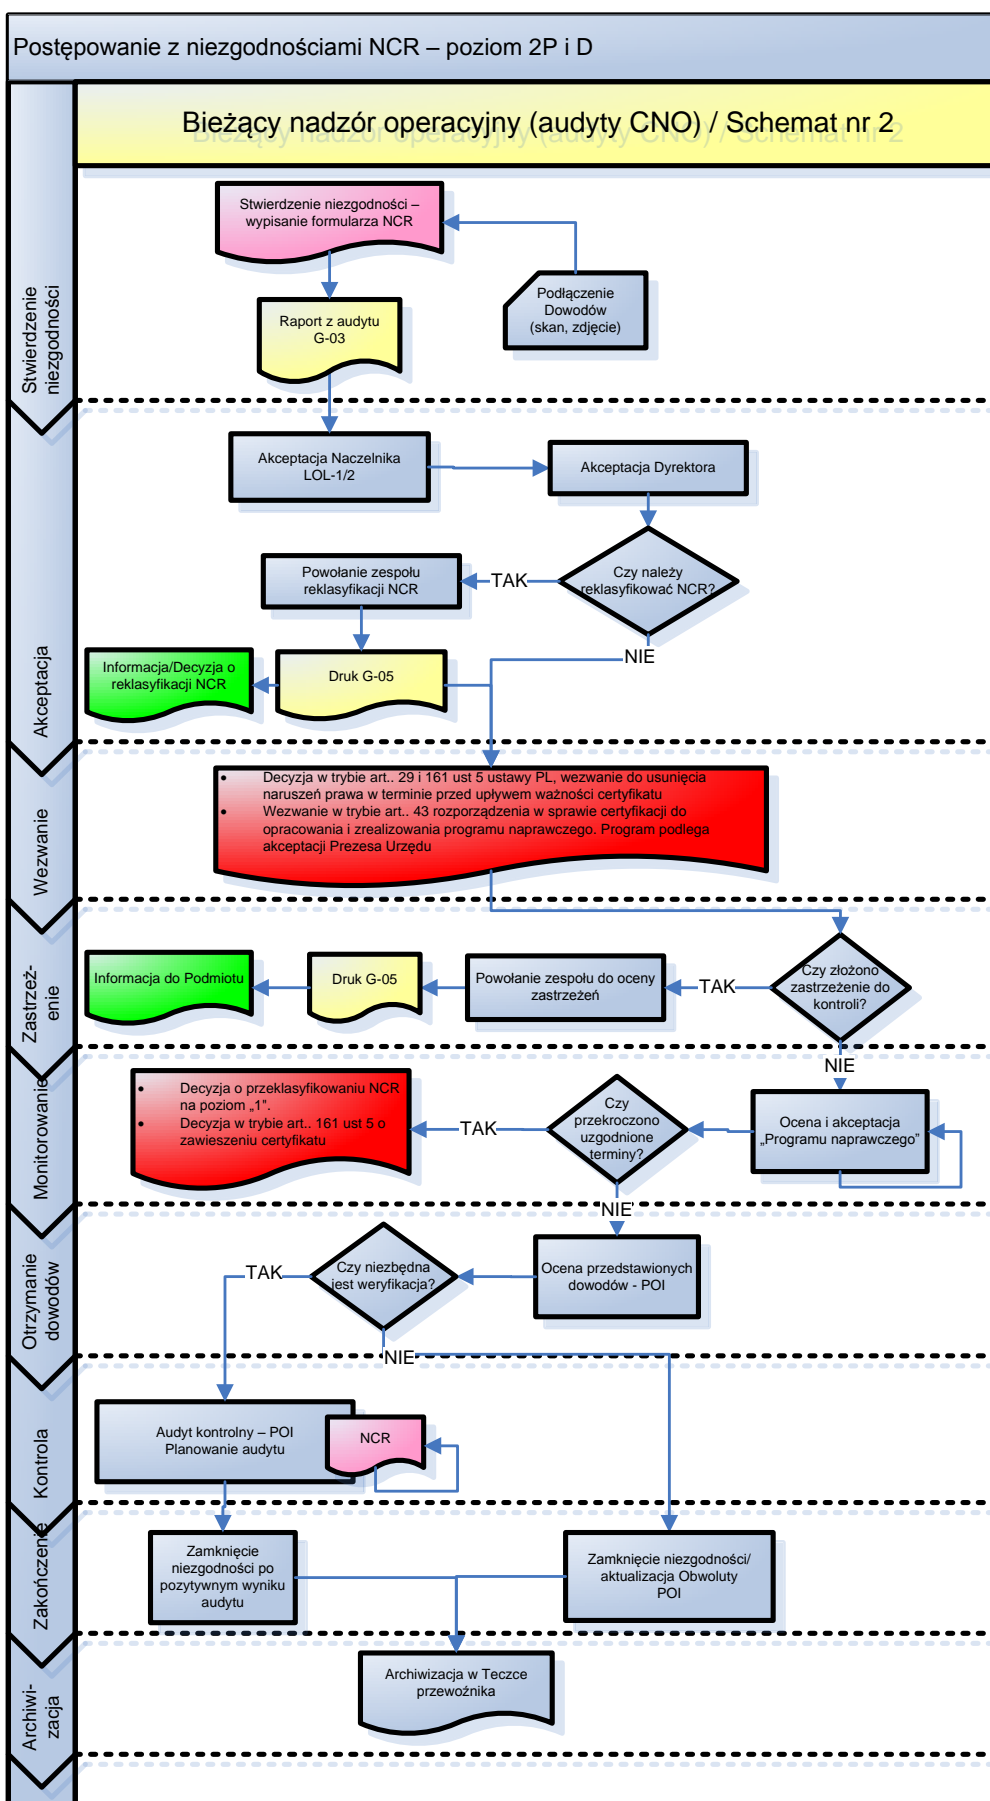 Postępowanie z niezgodnościami NCR – poziom 2P i D
Bieżący nadzór operacyjny (audyty CNO) / Schemat nr 2
Stwierdzenie
niezgodności
Stwierdzenie niezgodności –
wypisanie formularza NCR
Podłączenie
Dowodów
(skan, zdjęcie)
Raport z audytu
G-03
Akceptacja
Akceptacja Naczelnika
LOL-1/2
Akceptacja Dyrektora
Czy należy
reklasyfikować NCR?
TAK
Powołanie zespołu
reklasyfikacji NCR
NIE
Informacja/Decyzja o
reklasyfikacji NCR
Druk G-05
Wezwanie
• Decyzja w trybie art.. 29 i 161 ust 5 ustawy PL, wezwanie do usunięcia
naruszeń prawa w terminie przed upływem ważności certyfikatu
• Wezwanie w trybie art.. 43 rozporządzenia w sprawie certyfikacji do
opracowania i zrealizowania programu naprawczego. Program podlega
akceptacji Prezesa Urzędu
Zastrzeż-
enie
Informacja do Podmiotu
Druk G-05
Powołanie zespołu do oceny
zastrzeżeń
TAK
Czy złożono
zastrzeżenie do
kontroli?
NIE
Monitorowanie
• Decyzja o przeklasyfikowaniu NCR
na poziom „1”.
• Decyzja w trybie art.. 161 ust 5 o
zawieszeniu certyfikatu
TAK
Czy
przekroczono
uzgodnione
terminy?
Ocena i akceptacja
„Programu naprawczego”
NIE
Otrzymanie
dowodów
TAK
Czy niezbędna
jest weryfikacja?
Ocena przedstawionych
dowodów - POI
NIE
Kontrola
Audyt kontrolny – POI
Planowanie audytu
NCR
Zakończenie
Zamknięcie
niezgodności po
pozytywnym wyniku
audytu
Zamknięcie niezgodności/
aktualizacja Obwoluty
POI
Archiwi-
zacja
Archiwizacja w Teczce
przewoźnika